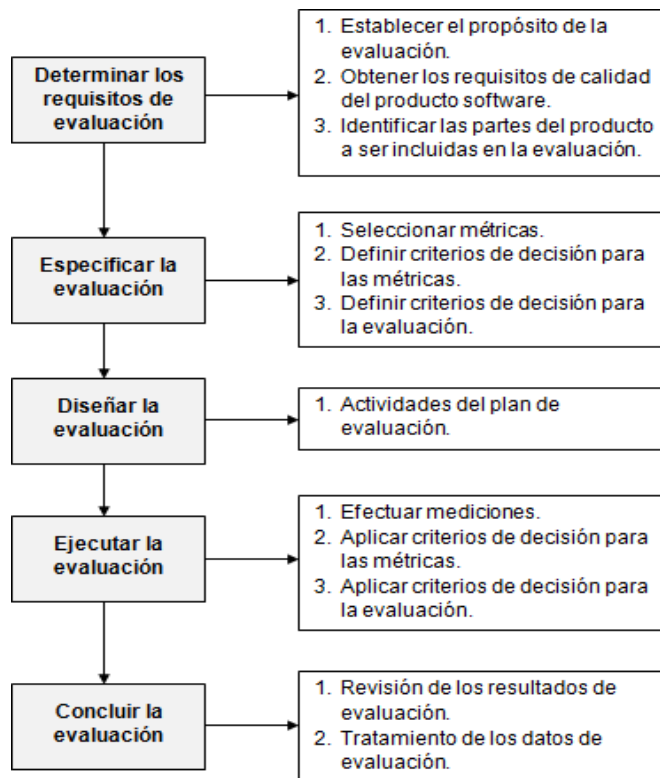 Determinar los
requisitos de
evaluación
1. Establecer el propósito de la
evaluación.
2. Obtener los requisitos de calidad
del producto software.
3. Identificar las partes del producto
a ser incluidas en la evaluación.
Especificar la
evaluación
1. Seleccionar métricas.
2. Definir criterios de decisión para
las métricas.
3. Definir criterios de decisión para
la evaluación.
Diseñar la
evaluación
1. Actividades del plan de
evaluación.
Ejecutar la
evaluación
1. Efectuar mediciones.
2. Aplicar criterios de decisión para
las métricas.
3. Aplicar criterios de decisión para
la evaluación.
Concluir la
evaluación
1. Revisión de los resultados de
evaluación.
2. Tratamiento de los datos de
evaluación.